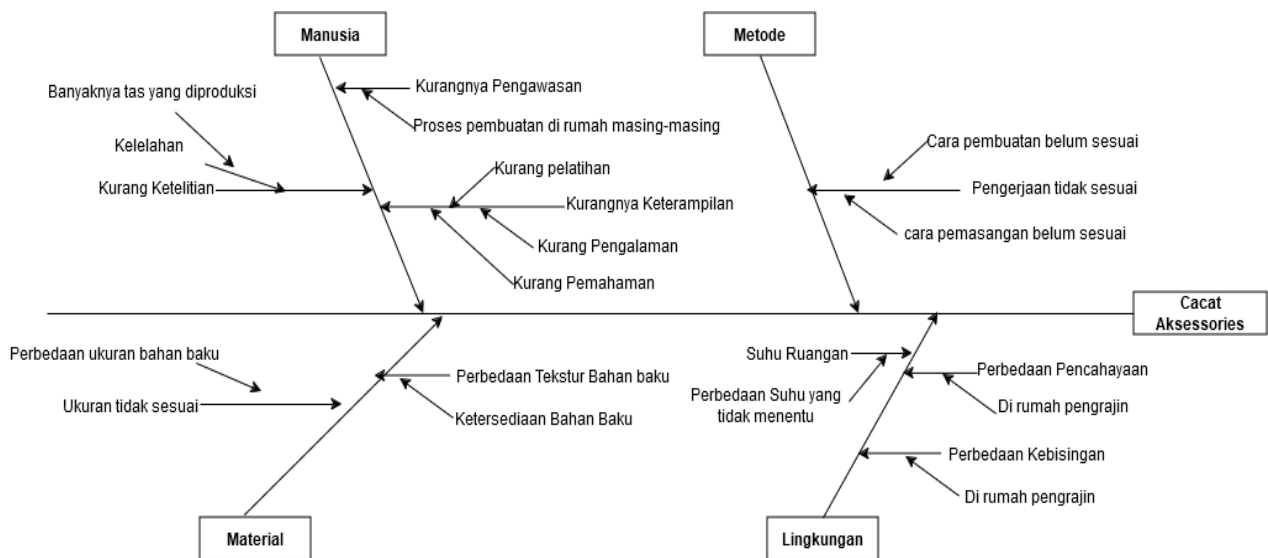 Manusia
Metode
Banyaknya tas yang diproduksi
Kurangnya Pengawasan
Proses pembuatan di rumah masing-masing
Kelelahan
Kurang Ketelitian
Kurang pelatihan
Kurangnya Keterampilan
Kurang Pengalaman
Kurang Pemahaman
Cara pembuatan belum sesuai
Pengerjaan tidak sesuai
cara pemasangan belum sesuai
Cacat
Aksessories
Perbedaan ukuran bahan baku
Ukuran tidak sesuai
Perbedaan Tekstur Bahan baku
Ketersediaan Bahan Baku
Suhu Ruangan
Perbedaan Suhu yang
tidak menentu
Perbedaan Pencahayaan
Di rumah pengrajin
Perbedaan Kebisingan
Di rumah pengrajin
Material
Lingkungan